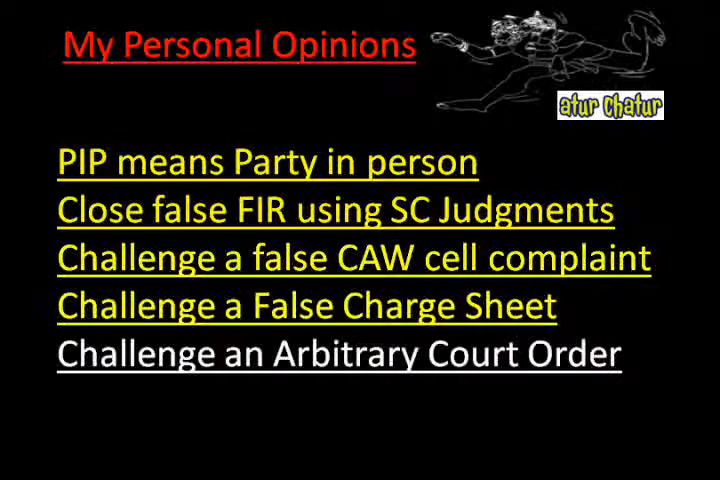 My Personal Opinions
atur chatur
PIP means Party in person
Close false FIR using SC Judgments
Challenge a false CAW cell complaint
Challenge a False Charge Sheet
Challenge an Arbitrary Court Order